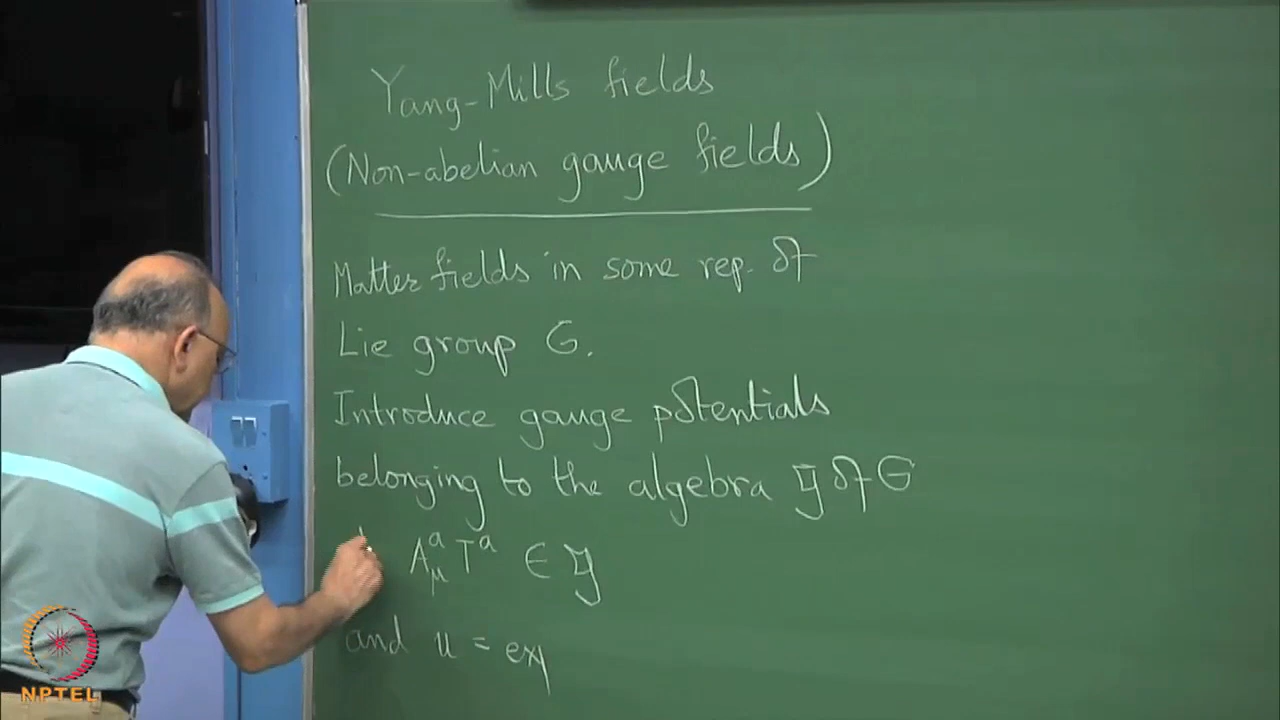 Yang-Mills fields
(Non-abelian gauge fields)
Matter fields in some rep. of
Lie group G.
Introduce gauge potentials
belonging to the algebra 𝔤 of G
A^a_μ T^a ∈ 𝔤
and u = exp
NPTEL